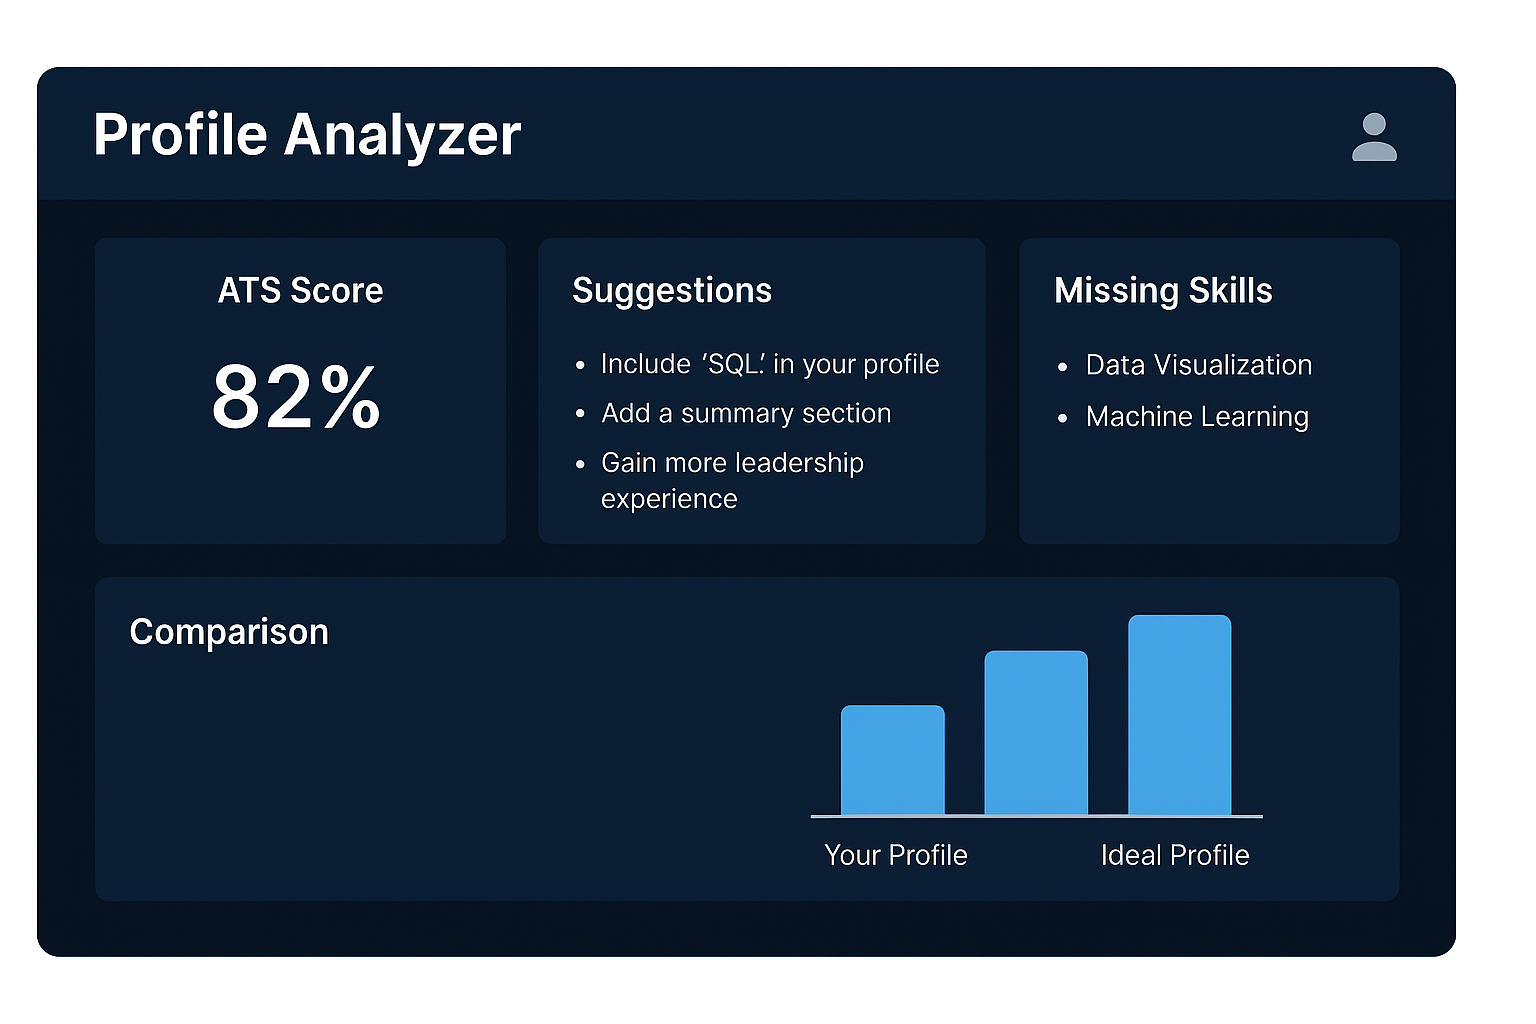 Profile Analyzer
ATS Score
82%
Suggestions
• Include ‘SQL.’ in your profile
• Add a summary section
• Gain more leadership
experience
Missing Skills
• Data Visualization
• Machine Learning
Comparison
Your Profile
Ideal Profile